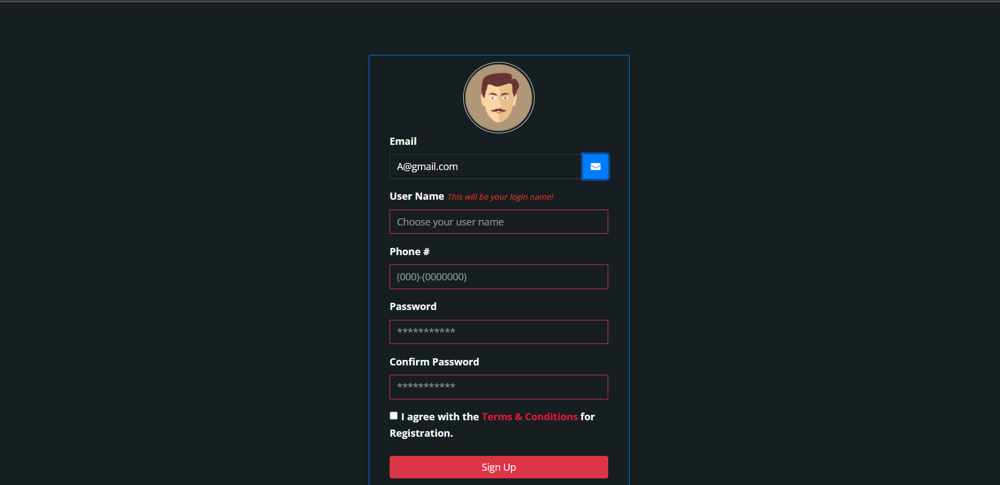 Email
A@gmail.com
User Name This will be your login name!
Choose your user name
Phone #
(000)-(0000000)
Password
***********
Confirm Password
***********
I agree with the Terms & Conditions for
Registration.
Sign Up